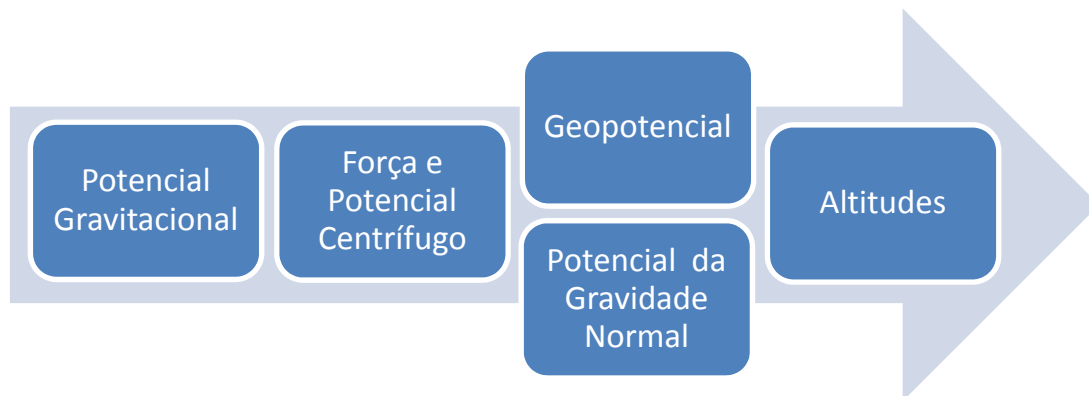 Potencial
Gravitacional
Força e
Potencial
Centrífugo
Geopotencial
Potencial da
Gravidade
Normal
Altitudes